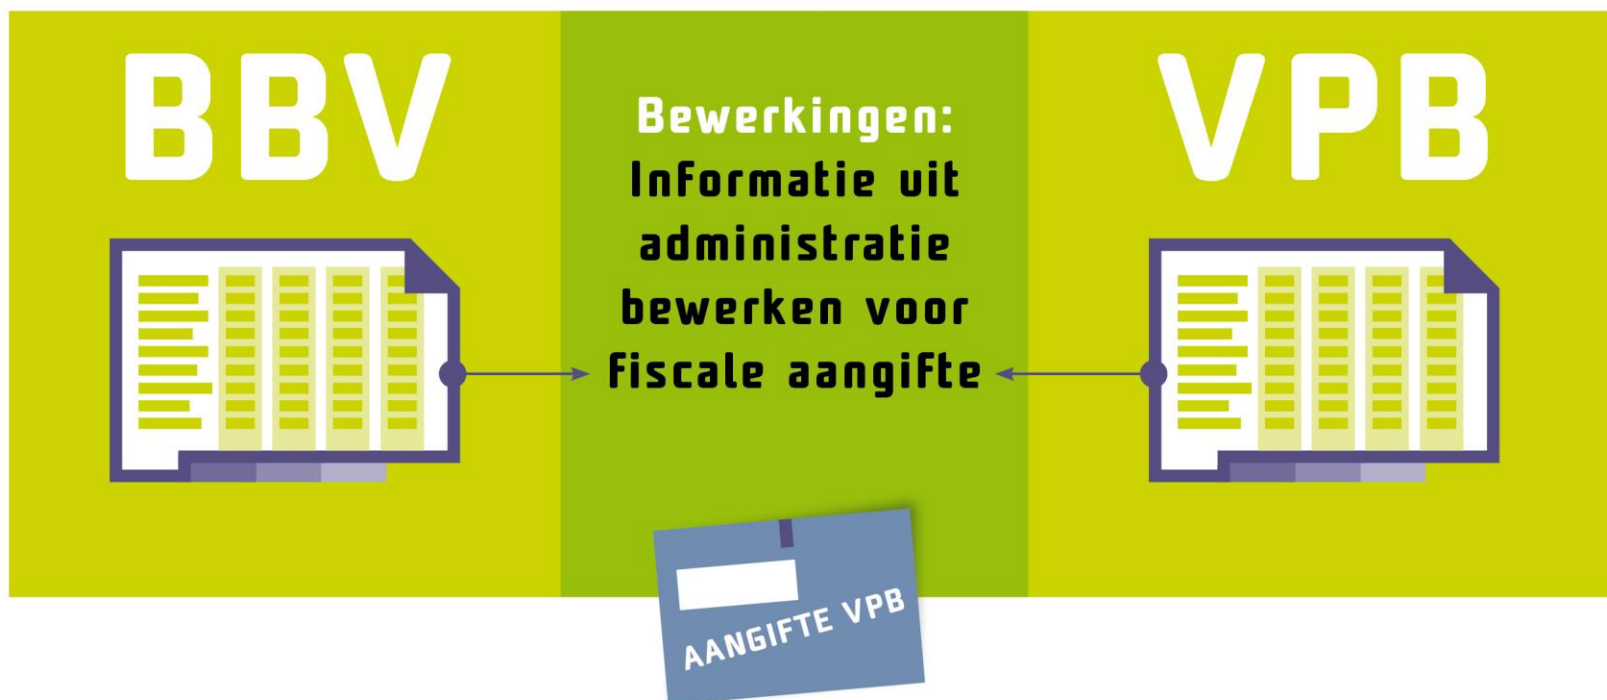 BBV
Bewerkingen:
Informatie uit
administratie
bewerken voor
fiscale aangifte
VPB
AANGIFTE VPB